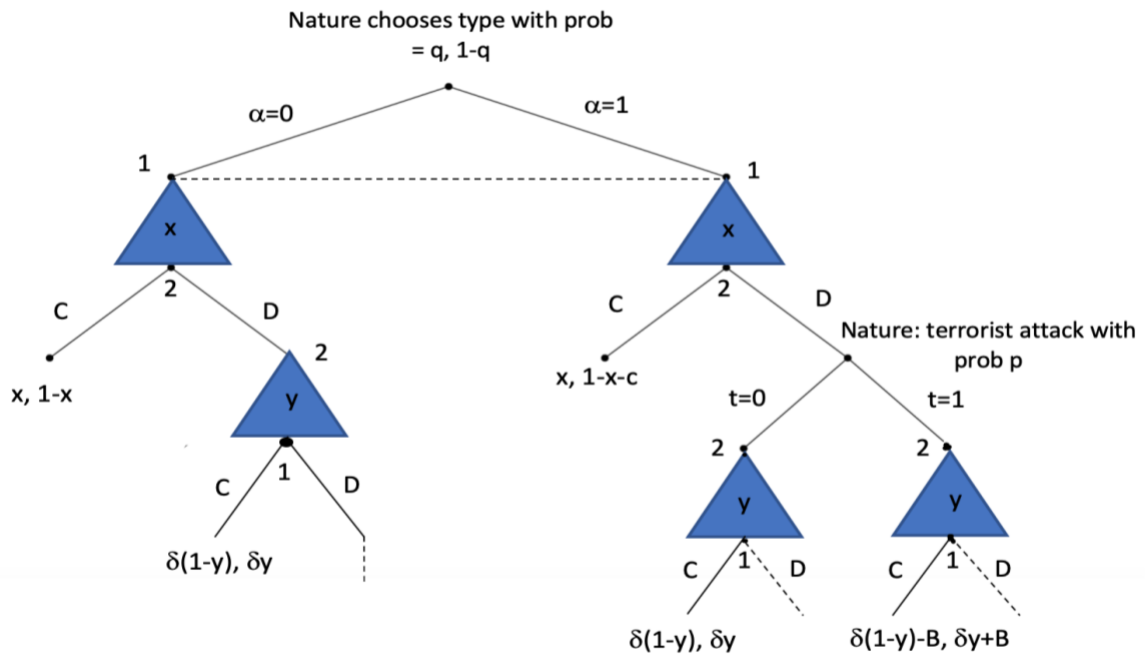 Nature chooses type with prob
= q, 1-q
α=0
α=1
1
1
x
x
2
2
C
D
C
D
Nature: terrorist attack with
prob p
2
x, 1-x
x, 1-x-c
y
t=0
t=1
2
2
1
C
D
y
y
δ(1-y), δy
C
1
D
C
1
D
δ(1-y), δy
δ(1-y)-B, δy+B